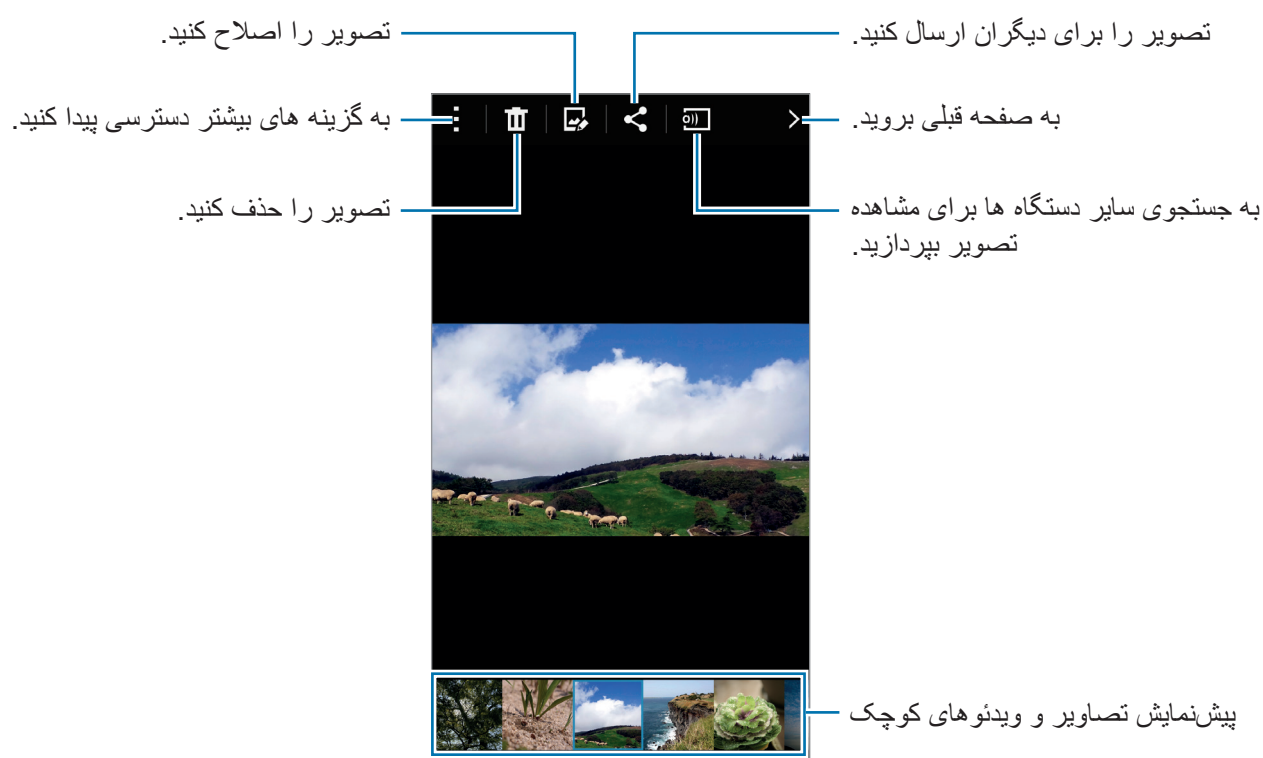 تصویر را برای دیگران ارسال کنید.
تصویر را اصلاح کنید.
به صفحه قبلی بروید.
به گزینه های بیشتر دسترسی پیدا کنید.
به جستجوی سایر دستگاه ها برای مشاهده
تصویر بپردازید.
تصویر را حذف کنید.
پیش‌نمایش تصاویر و ویدئوهای کوچک